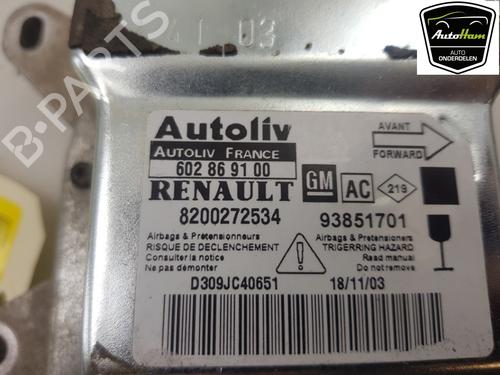 41 03
AutoHam
AUTO
ONDERDELEN
B-PARTS
Autoliv
AUTOLIV FRANCE
602 86 91 00
RENAULT
GM
AC
219
AVANT
FORWARD
8200272534
93851701
Airbags & Pretensionneurs
RISQUE DE DECLENCHEMENT
Consulter la notice
Ne pas démonter
Airbags & Pretensioners
TRIGERRING HAZARD
Read manual
Do not remove
D309JC40651
18/11/03